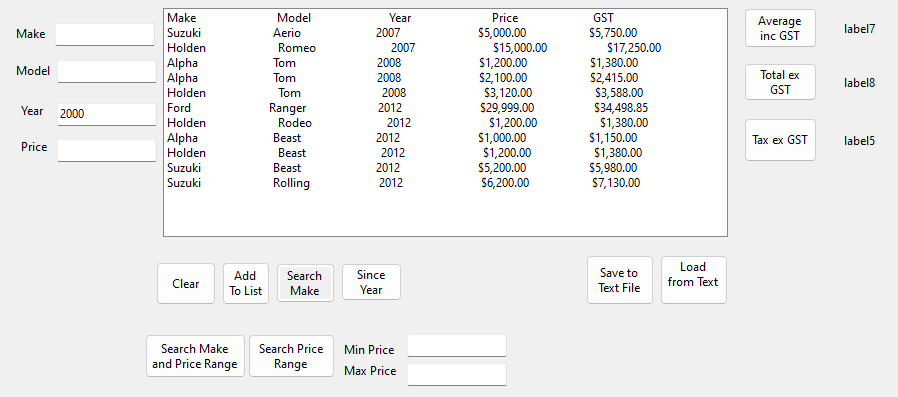 Make Model Year Price GST
Suzuki Aerio 2007 $5,000.00 $5,750.00
Holden Romeo 2007 $15,000.00 $17,250.00
Alpha Tom 2008 $1,200.00 $1,380.00
Alpha Tom 2008 $2,100.00 $2,415.00
Holden Tom 2008 $3,120.00 $3,588.00
Ford Ranger 2012 $29,999.00 $34,498.85
Holden Rodeo 2012 $1,200.00 $1,380.00
Alpha Beast 2012 $1,000.00 $1,150.00
Holden Beast 2012 $1,200.00 $1,380.00
Suzuki Beast 2012 $5,200.00 $5,980.00
Suzuki Rolling 2012 $6,200.00 $7,130.00
Make
Model
Year 2000
Price
Average
inc GST
label7
Total ex
GST
label8
Tax ex GST
label5
Clear
Add
To List
Search
Make
Since
Year
Save to
Text File
Load
from Text
Search Make
and Price Range
Search Price
Range
Min Price
Max Price